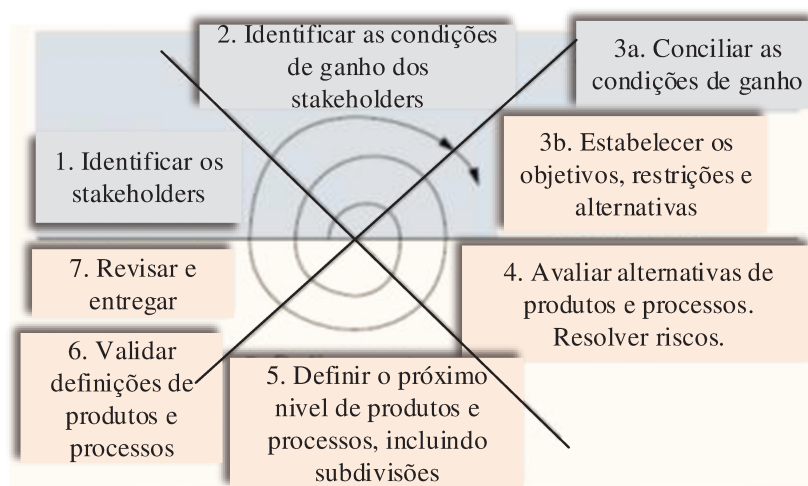 2. Identificar as condições
de ganho dos
stakeholders
3a. Conciliar as
condições de ganho
1. Identificar os
stakeholders
3b. Estabelecer os
objetivos, restrições e
alternativas
7. Revisar e
entregar
4. Avaliar alternativas de
produtos e processos.
Resolver riscos.
6. Validar
definições de
produtos e
processos
5. Definir o próximo
nivel de produtos e
processos, incluindo
subdivisões